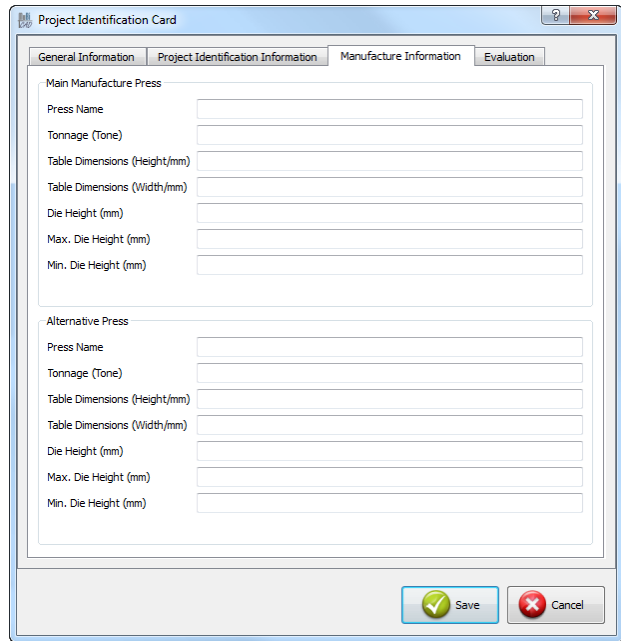 Project Identification Card
?
General Information Project Identification Information Manufacture Information Evaluation
Main Manufacture Press
Press Name
Tonnage (Tone)
Table Dimensions (Height/mm)
Table Dimensions (Width/mm)
Die Height (mm)
Max. Die Height (mm)
Min. Die Height (mm)
Alternative Press
Press Name
Tonnage (Tone)
Table Dimensions (Height/mm)
Table Dimensions (Width/mm)
Die Height (mm)
Max. Die Height (mm)
Min. Die Height (mm)
Save Cancel